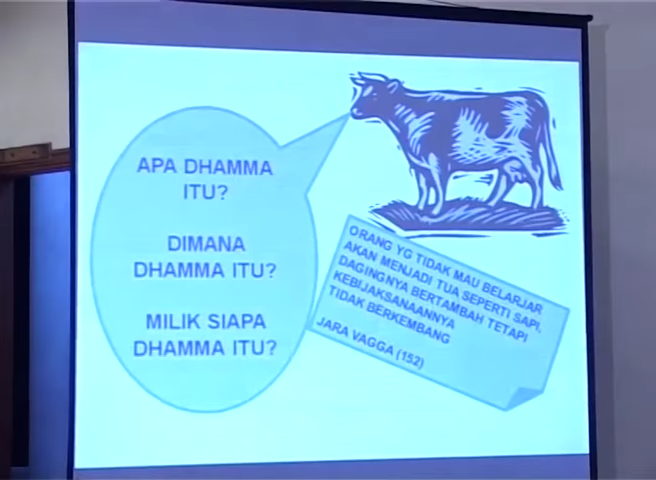 APA DHAMMA
ITU?
DIMANA
DHAMMA ITU?
MILIK SIAPA
DHAMMA ITU?
ORANG YG TIDAK MAU BELARJAR
AKAN MENJADI TUA SEPERTI SAPI.
DAGINGNYA BERTAMBAH TETAPI
KEBIJAKSANAANNYA
TIDAK BERKEMBANG
JARA VAGGA (152)